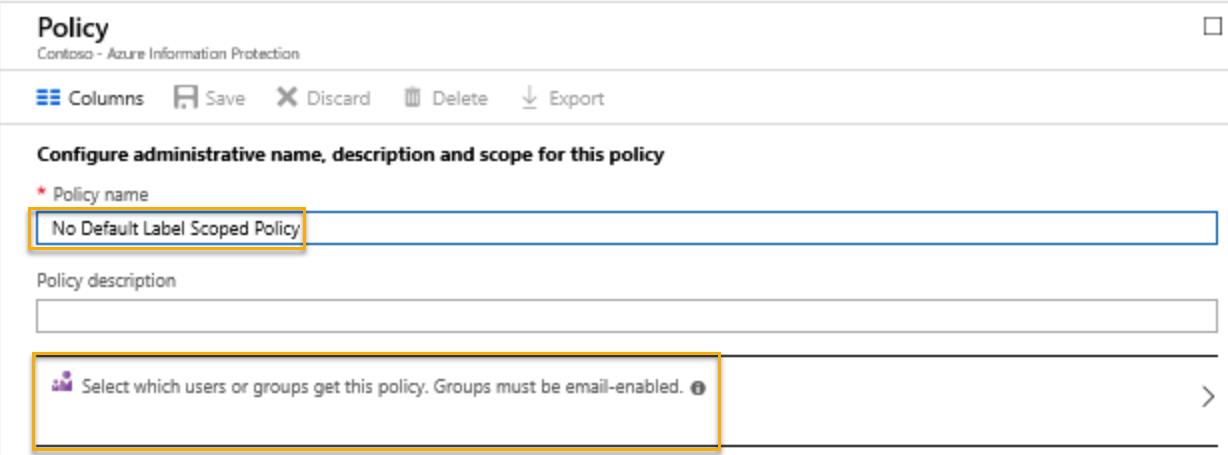 Policy
Contoso - Azure Information Protection
Columns Save Discard Delete Export
Configure administrative name, description and scope for this policy
* Policy name
No Default Label Scoped Policy
Policy description
Select which users or groups get this policy. Groups must be email-enabled.